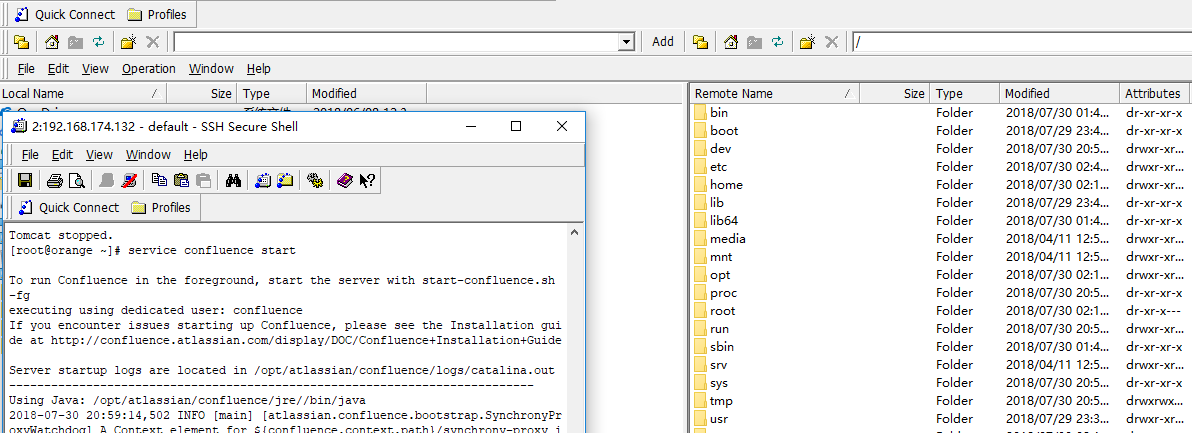 Quick Connect Profiles
Add /
File Edit View Operation Window Help
Local Name / Size Type Modified
Remote Name / Size Type Modified Attributes
2:192.168.174.132 - default - SSH Secure Shell
File Edit View Window Help
Quick Connect Profiles
Tomcat stopped.
[root@orange ~]# service confluence start
To run Confluence in the foreground, start the server with start-confluence.sh
-fg
executing using dedicated user: confluence
If you encounter issues starting up Confluence, please see the Installation gui
de at http://confluence.atlassian.com/display/DOC/Confluence+Installation+Guide
Server startup logs are located in /opt/atlassian/confluence/logs/catalina.out
---------------------------------------------------------------------------
Using Java: /opt/atlassian/confluence/jre//bin/java
2018-07-30 20:59:14,502 INFO [main] [atlassian.confluence.bootstrap.SynchronyPr
oxyWatchdog] A Context element for ${confluence.context.path}/synchrony-proxy i
bin Folder 2018/07/30 01:4... dr-xr-xr-x
boot Folder 2018/07/29 23:4... dr-xr-xr-x
dev Folder 2018/07/30 20:5... drwxr-xr...
etc Folder 2018/07/30 02:4... drwxr-xr...
home Folder 2018/07/30 02:1... drwxr-xr...
lib Folder 2018/07/29 23:4... dr-xr-xr-x
lib64 Folder 2018/07/30 01:4... dr-xr-xr-x
media Folder 2018/04/11 12:5... drwxr-xr...
mnt Folder 2018/04/11 12:5... drwxr-xr...
opt Folder 2018/07/30 02:1... drwxr-xr...
proc Folder 2018/07/30 20:5... dr-xr-xr-x
root Folder 2018/07/30 02:1... dr-xr-x---
run Folder 2018/07/30 20:5... drwxr-xr...
sbin Folder 2018/07/30 01:4... dr-xr-xr-x
srv Folder 2018/04/11 12:5... drwxr-xr...
sys Folder 2018/07/30 20:5... dr-xr-xr-x
tmp Folder 2018/07/30 20:5... drwxrwx...
usr Folder 2018/07/29 23:3... drwxr-xr...